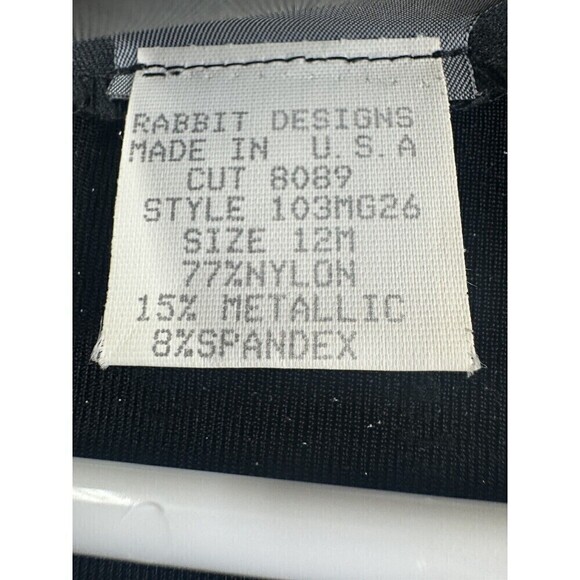 RABBIT DESIGNS
MADE IN U.S.A
CUT 8089
STYLE 103MG26
SIZE 12M
77%NYLON
15% METALLIC
8%SPANDEX